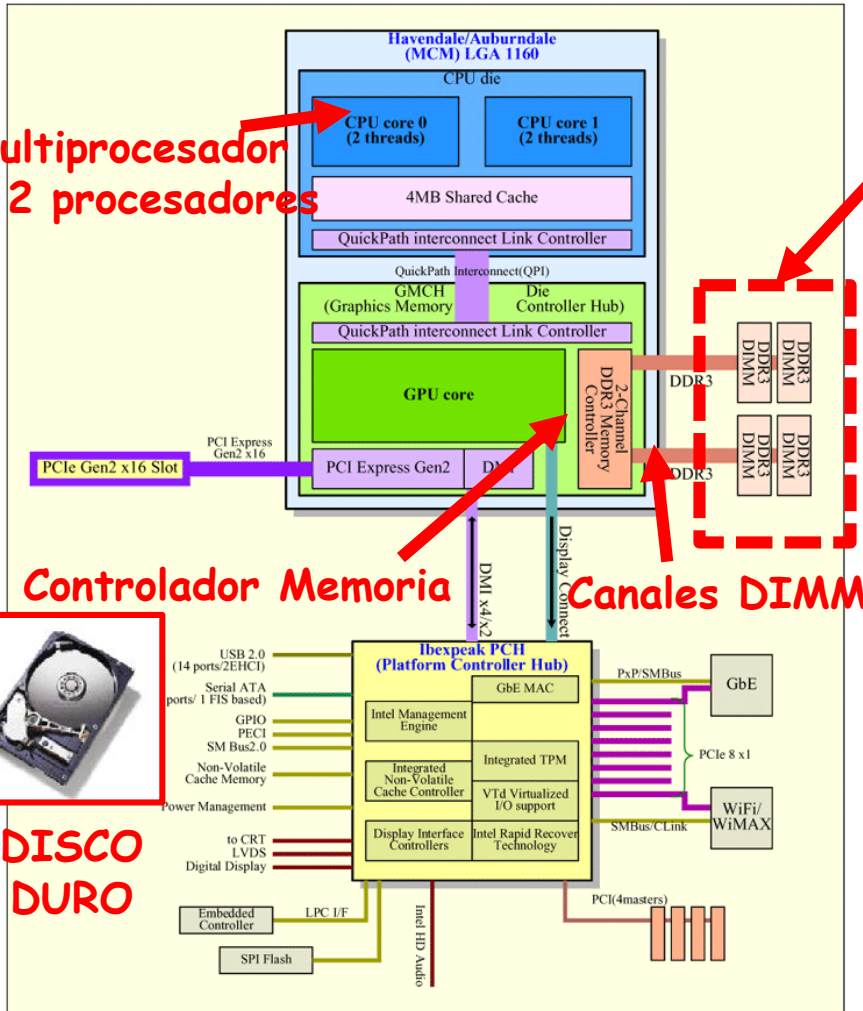 Havendale/Auburndale
(MCM) LGA 1160
CPU die
CPU core 0
(2 threads)
CPU core 1
(2 threads)
ultiprocesador
2 procesadores
4MB Shared Cache
QuickPath interconnect Link Controller
QuickPath Interconnect(QPI)
GMCH Die
(Graphics Memory Controller Hub)
QuickPath interconnect Link Controller
GPU core
2-Channel
DDR3 Memory
Controller
DDR3
DDR3
DIMM
DDR3
DIMM
DDR3
DDR3
DIMM
DDR3
DIMM
PCI Express
Gen2 x16
PCIe Gen2 x16 Slot
PCI Express Gen2
DMI
Controlador Memoria
Canales DIMM
DMI x4/x2
Display Connect
Ibexpeak PCH
(Platform Controller Hub)
USB 2.0
(14 ports/2EHCI)
Serial ATA
ports/ 1 FIS based)
GPIO
PECI
SM Bus2.0
Non-Volatile
Cache Memory
Power Management
to CRT
LVDS
Digital Display
GbE MAC
Intel Management
Engine
Integrated TPM
Integrated
Non-Volatile
Cache Controller
VTd Virtualized
I/O support
Display Interface
Controllers
Intel Rapid Recover
Technology
PxP/SMBus
GbE
PCIe 8 x1
WiFi/
WiMAX
SMBus/CLink
DISCO
DURO
Embedded
Controller
LPC I/F
SPI Flash
Intel HD Audio
PCI(4masters)